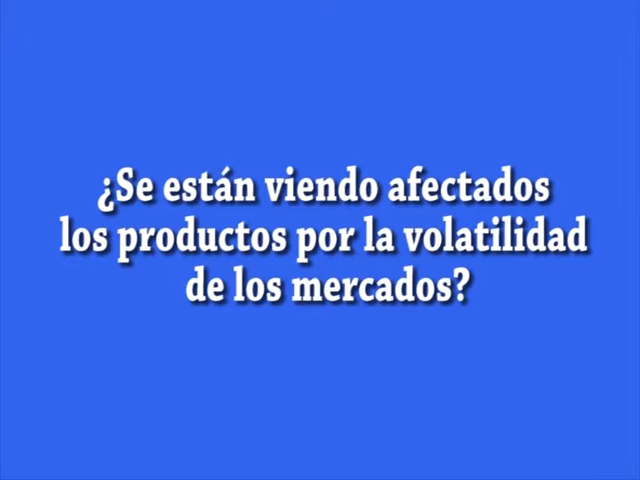 ¿Se están viendo afectados
los productos por la volatilidad
de los mercados?